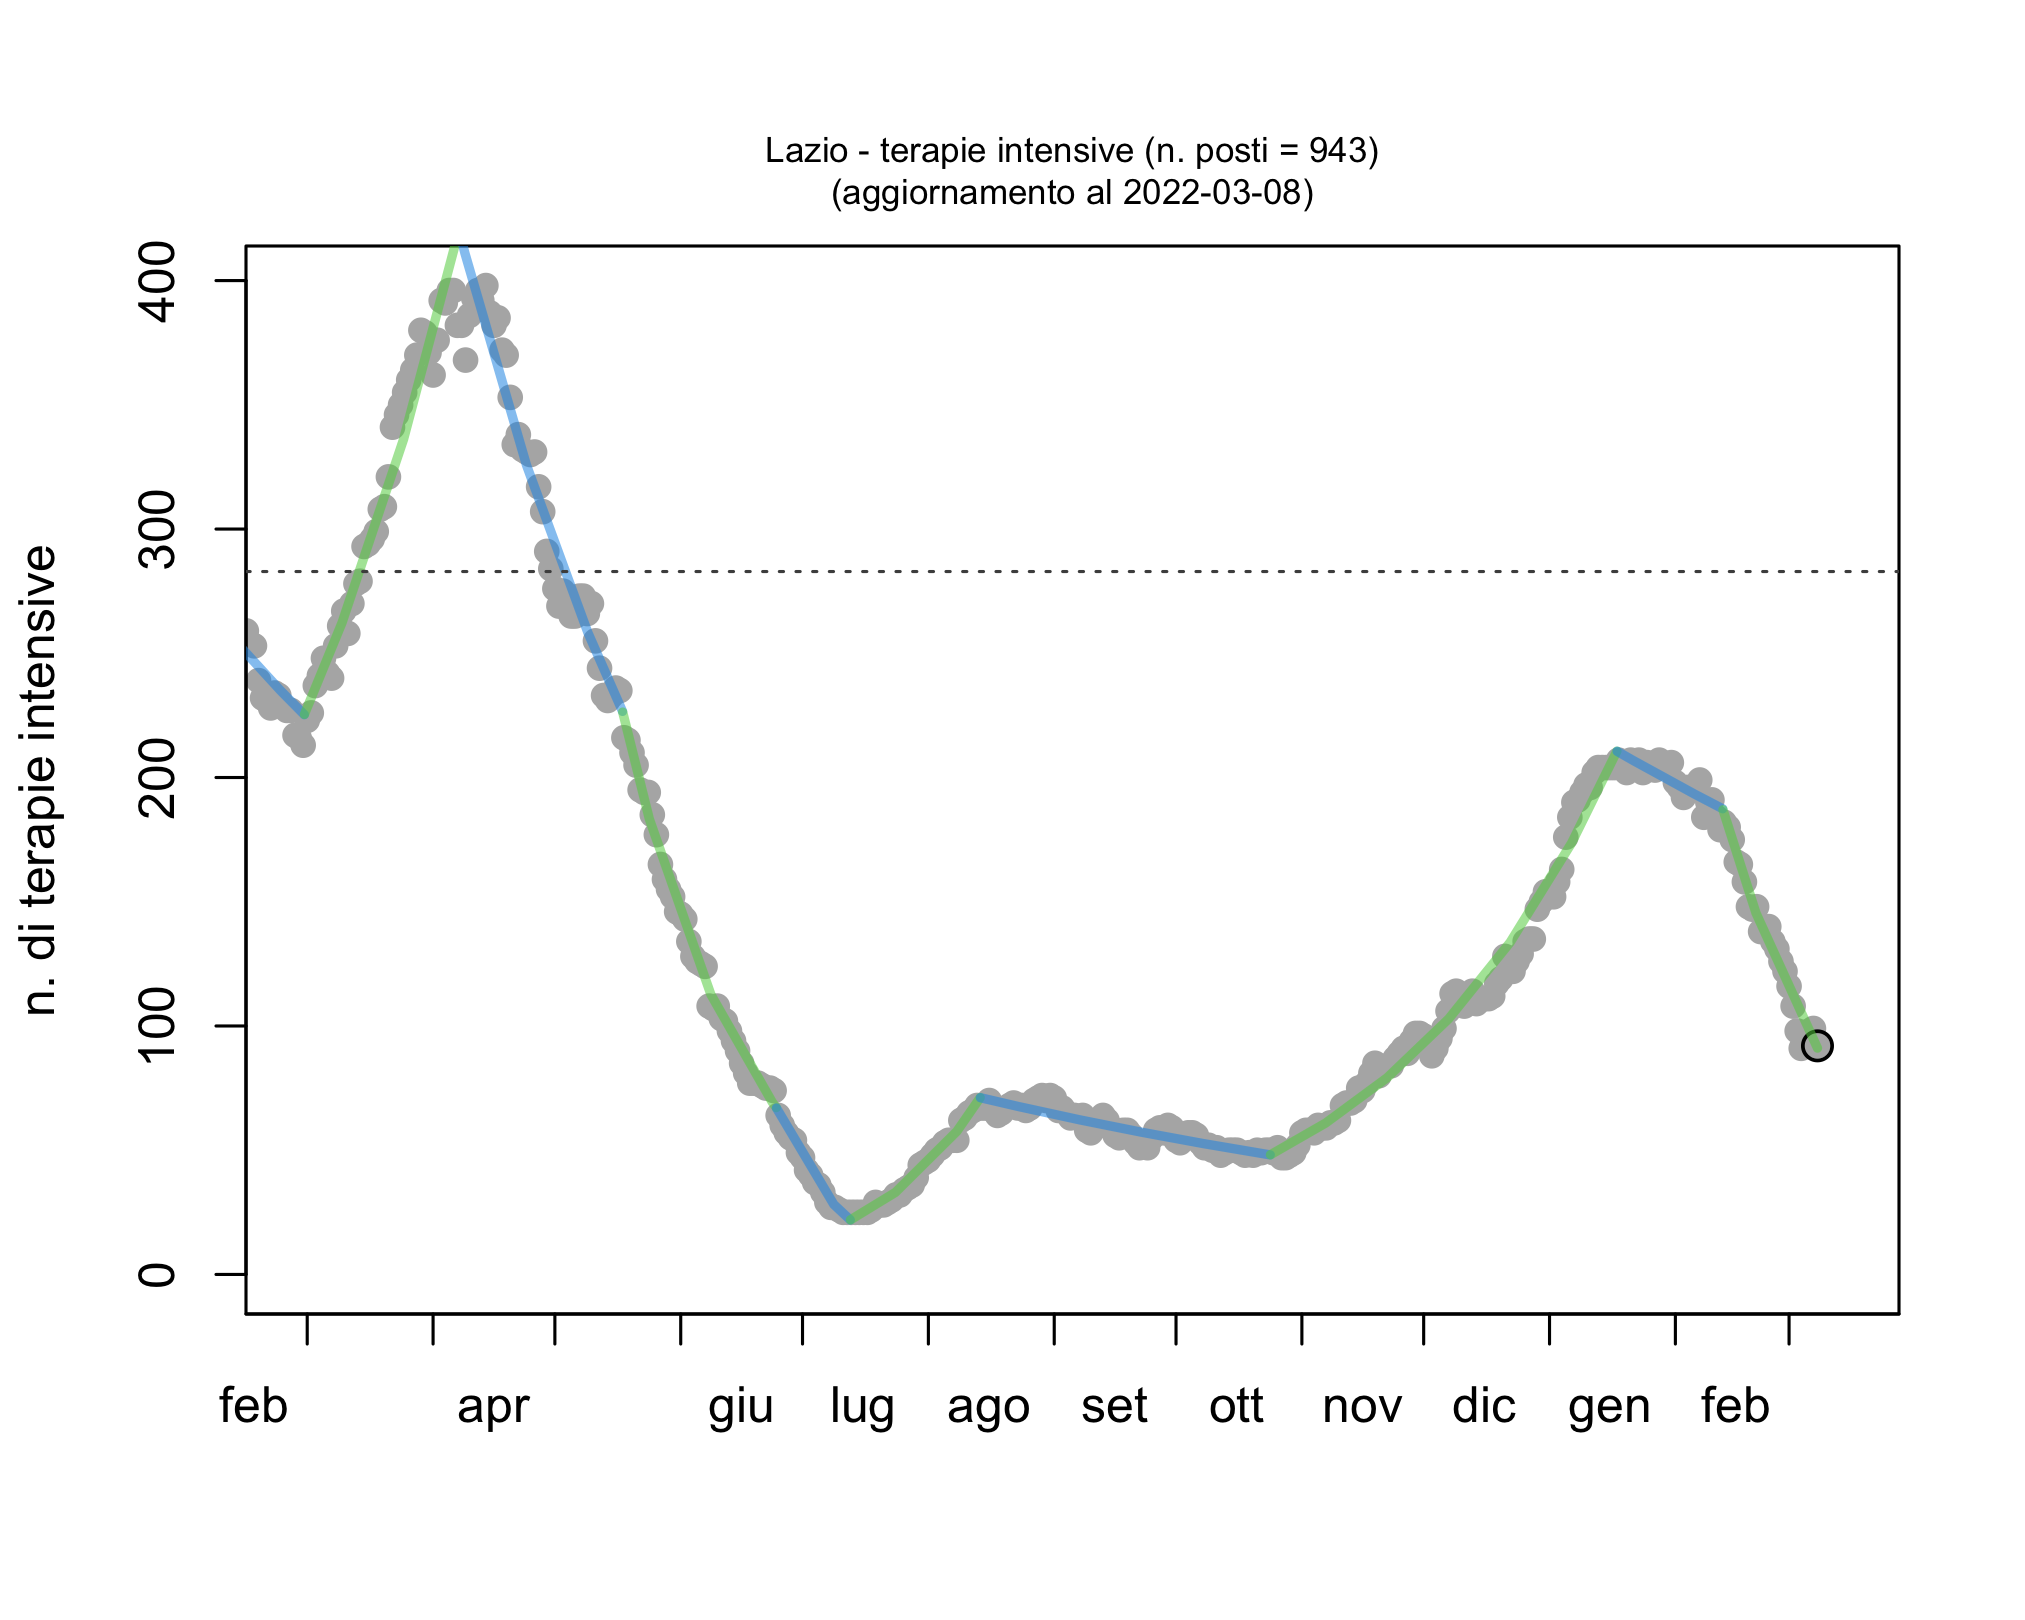 Lazio - terapie intensive (n. posti = 943)
(aggiornamento al 2022-03-08)
n. di terapie intensive
400
300
200
100
0
feb apr giu lug ago set ott nov dic gen feb